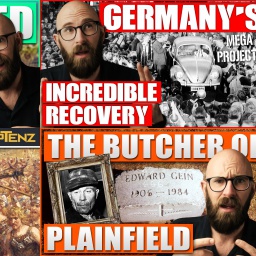 GERMANY'S
MEGA
PROJECT
INCREDIBLE
RECOVERY
THE BUTCHER OF
EDWARD GEIN
1906 - 1984
PLAINFIELD